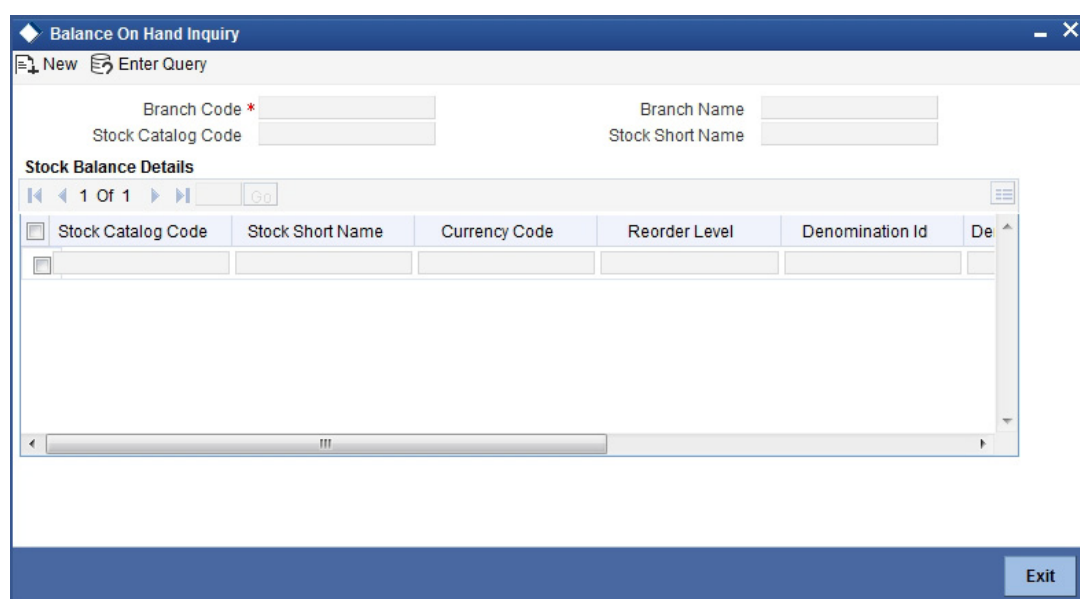 Balance On Hand Inquiry
New Enter Query
Branch Code * Branch Name
Stock Catalog Code Stock Short Name
Stock Balance Details
1 Of 1 Go
Stock Catalog Code Stock Short Name Currency Code Reorder Level Denomination Id De
Exit